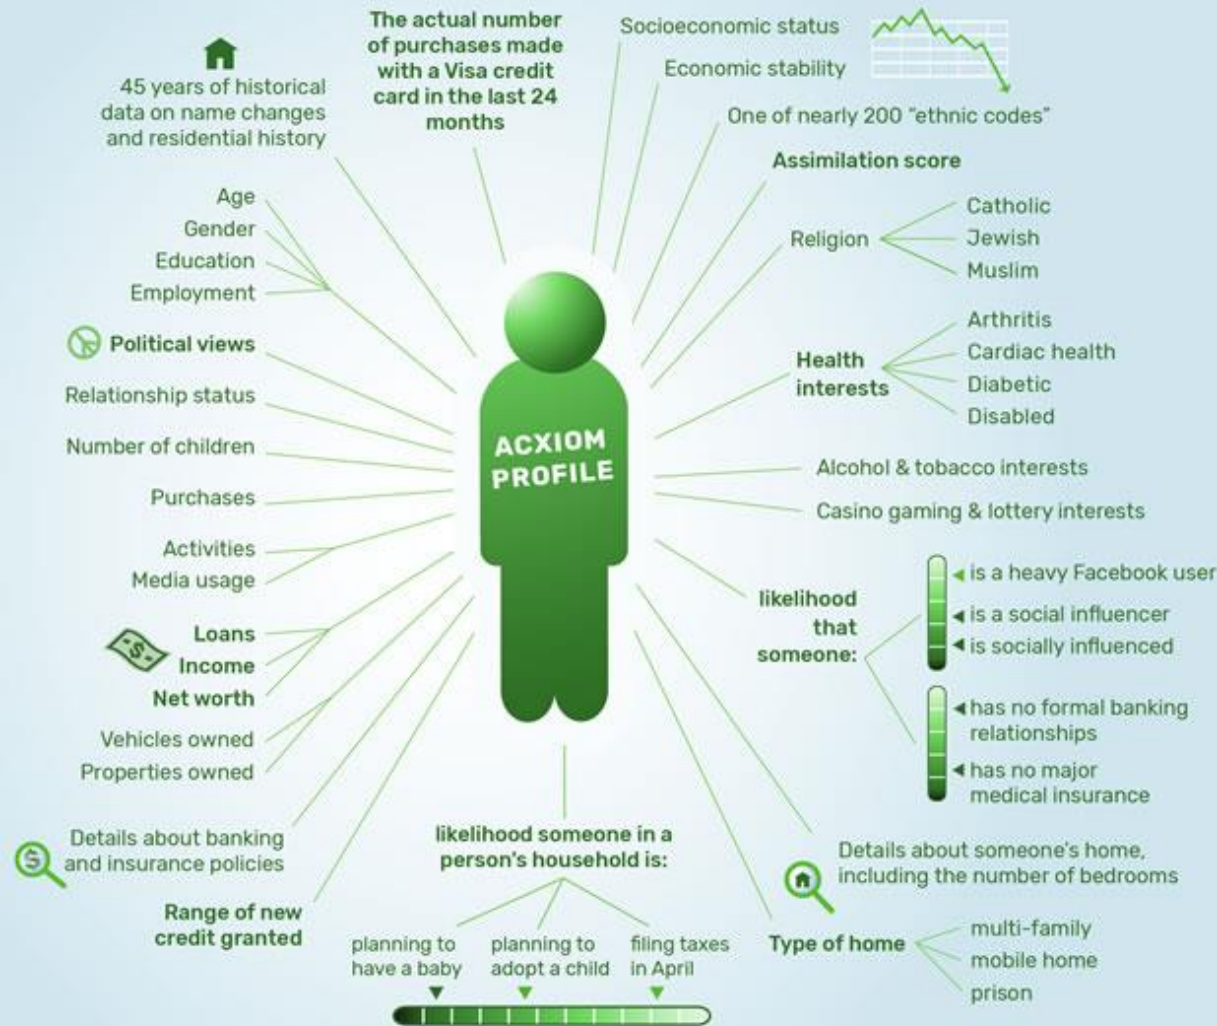 The actual number
of purchases made
with a Visa credit
card in the last 24
months
45 years of historical
data on name changes
and residential history
Age
Gender
Education
Employment
Political views
Relationship status
Number of children
Purchases
Activities
Media usage
$
Loans
Income
Net worth
Vehicles owned
Properties owned
$
Details about banking
and insurance policies
Range of new
credit granted
ACXIOM
PROFILE
Socioeconomic status
Economic stability
One of nearly 200 “ethnic codes”
Assimilation score
Religion
Catholic
Jewish
Muslim
Health
interests
Arthritis
Cardiac health
Diabetic
Disabled
Alcohol & tobacco interests
Casino gaming & lottery interests
likelihood
that
someone:
is a heavy Facebook user
is a social influencer
is socially influenced
has no formal banking
relationships
has no major
medical insurance
Details about someone's home,
including the number of bedrooms
Type of home
multi-family
mobile home
prison
likelihood someone in a
person's household is:
planning to
have a baby
planning to
adopt a child
filing taxes
in April